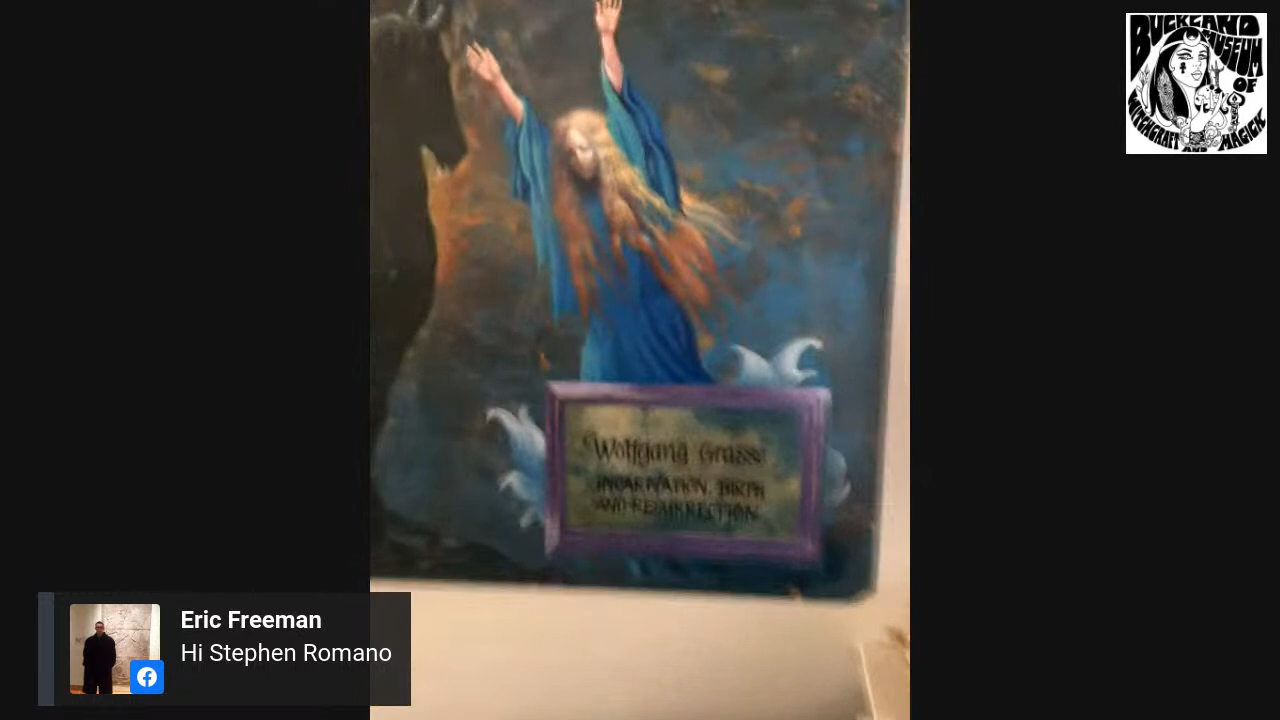 BUCKLAND
MUSEUM
OF
WITCHCRAFT
AND
MAGICK
Wolfgang Grasse
INCARNATION. BIRTH
AND RESURRECTION.
Eric Freeman
Hi Stephen Romano